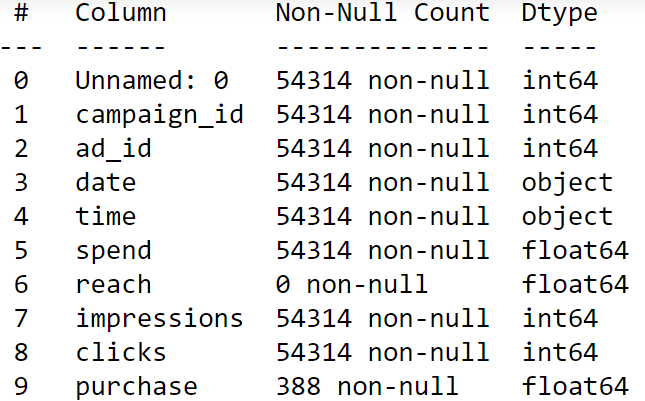 #   Column       Non-Null Count  Dtype
---  ------       --------------  -----
0   Unnamed: 0   54314 non-null  int64
1   campaign_id  54314 non-null  int64
2   ad_id        54314 non-null  int64
3   date         54314 non-null  object
4   time         54314 non-null  object
5   spend        54314 non-null  float64
6   reach        0 non-null      float64
7   impressions  54314 non-null  int64
8   clicks       54314 non-null  int64
9   purchase     388 non-null    float64